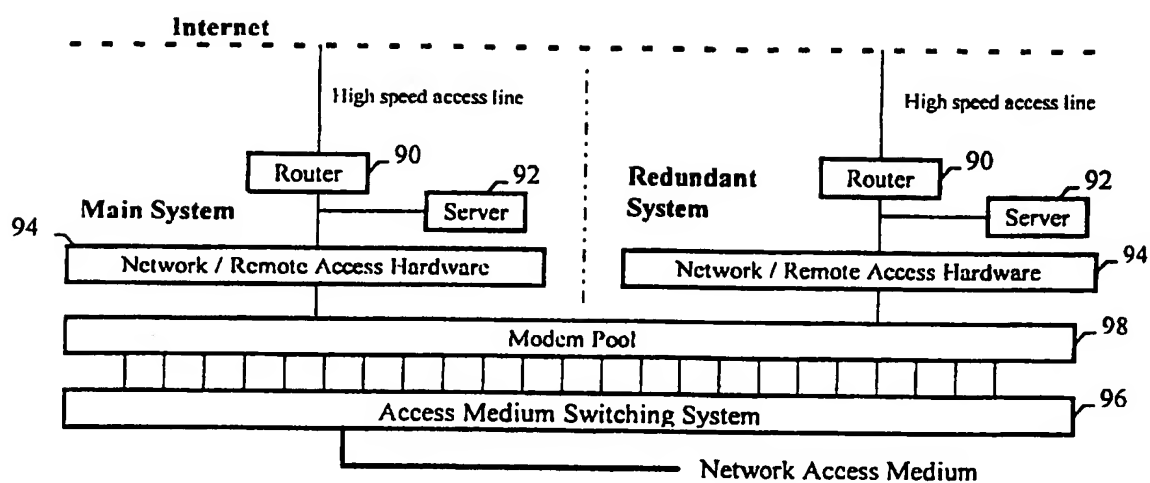 Internet
High speed access line
High speed access line
Router
90
Router
90
92
92
Main System
Server
Redundant
System
Server
94
Network / Remote Access Hardware
Network / Remote Access Hardware
94
Modem Pool
98
Access Medium Switching System
96
Network Access Medium